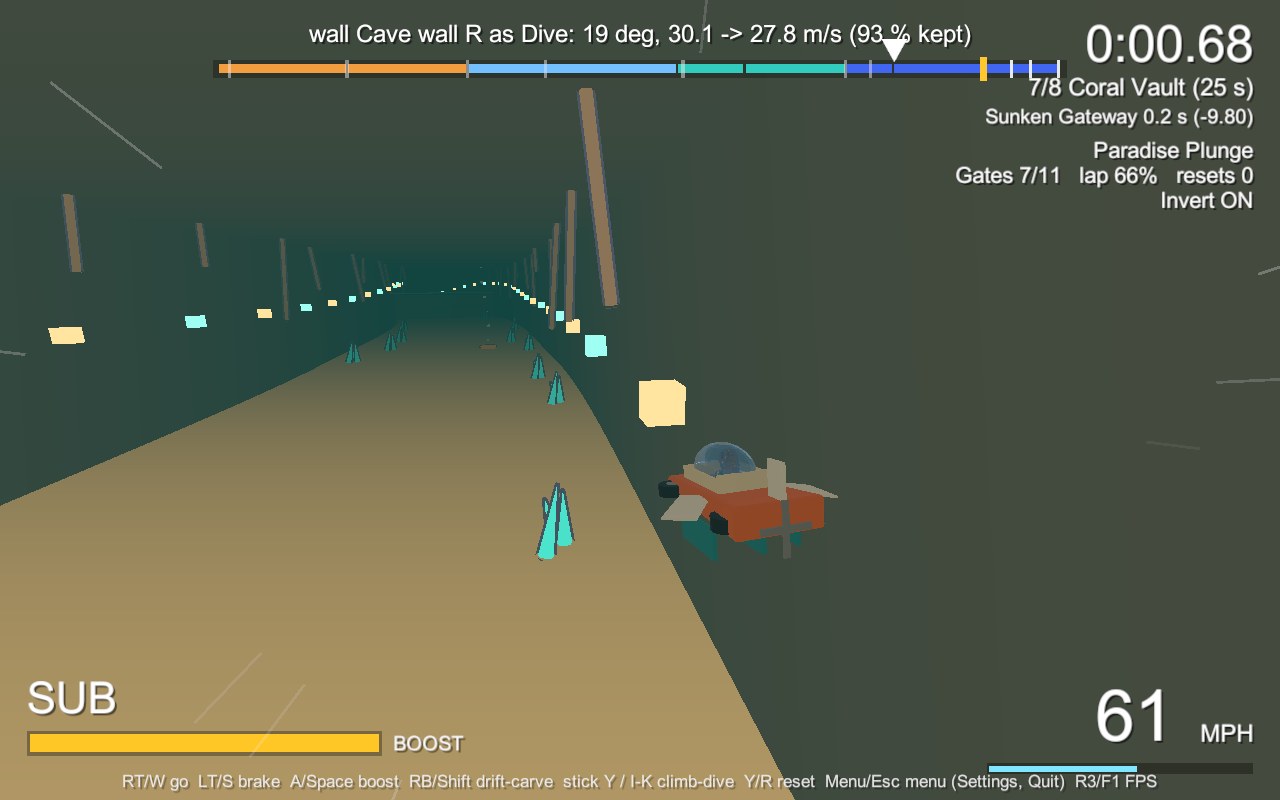 wall Cave wall R as Dive: 19 deg, 30.1 -> 27.8 m/s (93 % kept)
0:00.68
7/8 Coral Vault (25 s)
Sunken Gateway 0.2 s (-9.80)
Paradise Plunge
Gates 7/11 lap 66% resets 0
Invert ON
SUB
BOOST
61 MPH
RT/W go LT/S brake A/Space boost RB/Shift drift-carve stick Y / I-K climb-dive Y/R reset Menu/Esc menu (Settings, Quit) R3/F1 FPS